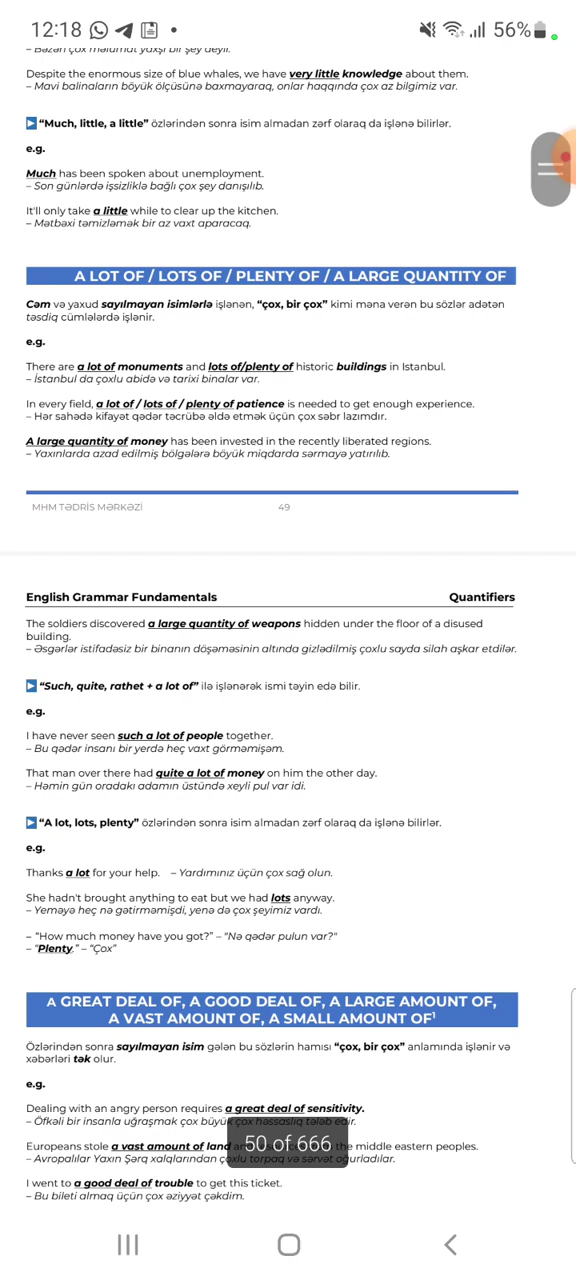 12:18 56%
– Bəzən çox məlumat yaxşı bir şey deyil.
Despite the enormous size of blue whales, we have very little knowledge about them.
– Mavi balinaların böyük ölçüsünə baxmayaraq, onlar haqqında çox az bilgimiz var.
“Much, little, a little” özlərindən sonra isim almadan zərf olaraq da işlənə bilirlər.
e.g.
Much has been spoken about unemployment.
– Son günlərdə işsizliklə bağlı çox şey danışılıb.
It'll only take a little while to clear up the kitchen.
– Mətbəxi təmizləmək bir az vaxt aparacaq.
A LOT OF / LOTS OF / PLENTY OF / A LARGE QUANTITY OF
Cəm və yaxud sayılmayan isimlərlə işlənən, “çox, bir çox” kimi məna verən bu sözlər adətən
təsdiq cümlələrdə işlənir.
e.g.
There are a lot of monuments and lots of/plenty of historic buildings in Istanbul.
– İstanbul da çoxlu abidə və tarixi binalar var.
In every field, a lot of / lots of / plenty of patience is needed to get enough experience.
– Hər sahədə kifayət qədər təcrübə əldə etmək üçün çox səbr lazımdır.
A large quantity of money has been invested in the recently liberated regions.
– Yaxınlarda azad edilmiş bölgələrə böyük miqdarda sərmayə yatırılıb.
MHM TƏDRİS MƏRKƏZİ 49
English Grammar Fundamentals Quantifiers
The soldiers discovered a large quantity of weapons hidden under the floor of a disused
building.
– Əsgərlər istifadəsiz bir binanın döşəməsinin altında gizlədilmiş çoxlu sayda silah aşkar etdilər.
“Such, quite, rathet + a lot of” ilə işlənərək ismi təyin edə bilir.
e.g.
I have never seen such a lot of people together.
– Bu qədər insanı bir yerdə heç vaxt görməmişəm.
That man over there had quite a lot of money on him the other day.
– Həmin gün oradakı adamın üstündə xeyli pul var idi.
“A lot, lots, plenty” özlərindən sonra isim almadan zərf olaraq da işlənə bilirlər.
e.g.
Thanks a lot for your help. – Yardımınız üçün çox sağ olun.
She hadn't brought anything to eat but we had lots anyway.
– Yeməyə heç nə gətirməmişdi, yenə də çox şeyimiz vardı.
– “How much money have you got?” – "Nə qədər pulun var?"
– “Plenty.” – “Çox”
A GREAT DEAL OF, A GOOD DEAL OF, A LARGE AMOUNT OF,
A VAST AMOUNT OF, A SMALL AMOUNT OF¹
Özlərindən sonra sayılmayan isim gələn bu sözlərin hamısı “çox, bir çox” anlamında işlənir və
xəbərləri tək olur.
e.g.
Dealing with an angry person requires a great deal of sensitivity.
– Öfkəli bir insanla uğraşmak çox böyük çox həssaslıq tələb edir.
Europeans stole a vast amount of land the middle eastern peoples.
50 of 666
– Avropalılar Yaxın Şərq xalqlarından çoxlu torpaq və sərvət oğurladılar.
I went to a good deal of trouble to get this ticket.
– Bu bileti almaq üçün çox əziyyət çəkdim.